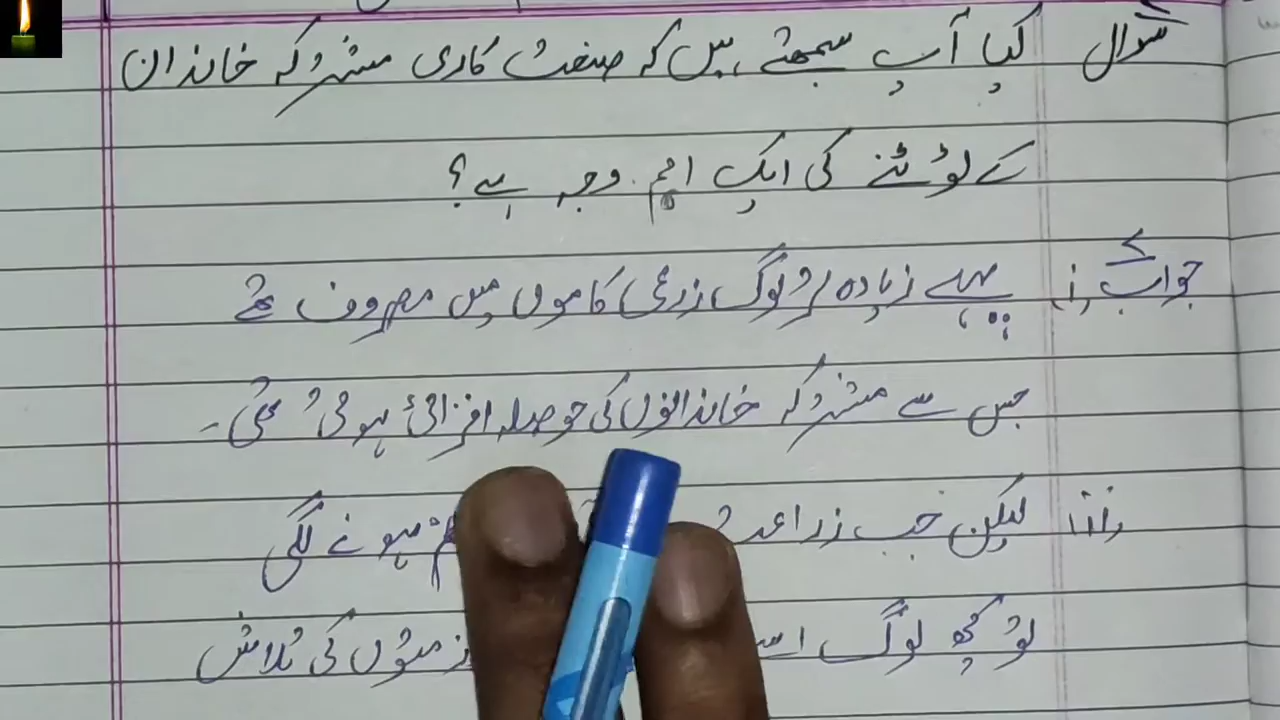 سوال کیا آپ سمجھتے ہیں کہ صنعت کاری مشترکہ خاندان
کے ٹوٹنے کی ایک اہم وجہ ہے؟
جواب i پہلے زیادہ تر لوگ زرعی کاموں میں مصروف تھے
جس سے مشترکہ خاندانوں کی حوصلہ افزائی ہوتی تھی۔
ii لیکن جب زراعت ہونے لگی
تو کچھ لوگ کی تلاش